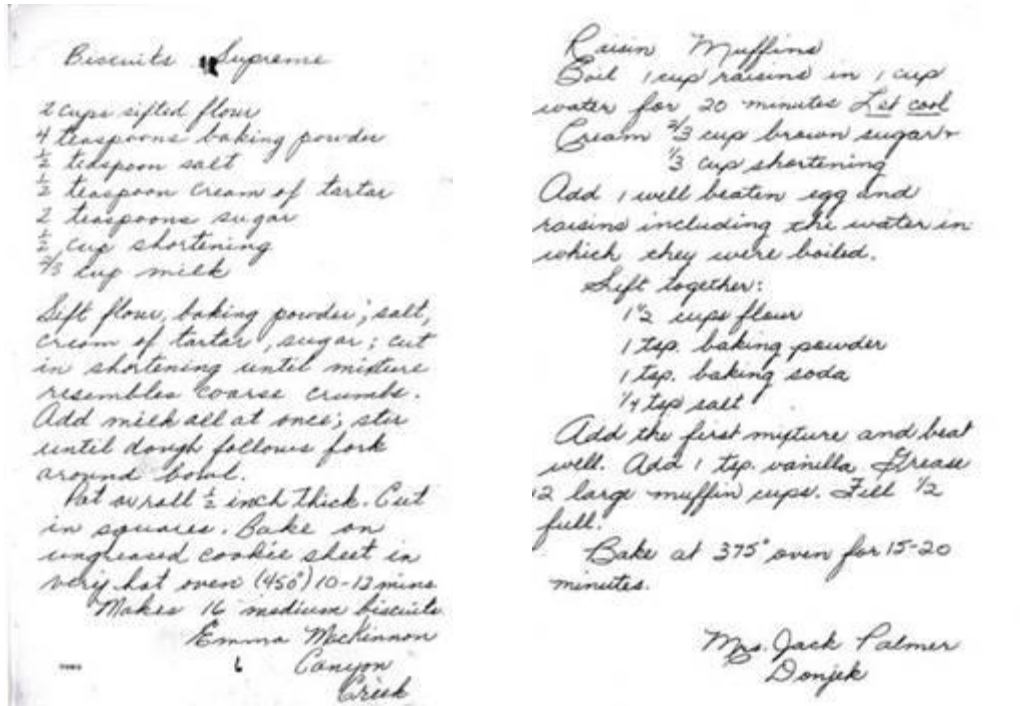 Biscuits Supreme
2 cups sifted flour
4 teaspoons baking powder
1/2 teaspoon salt
1/2 teaspoon cream of tartar
2 teaspoons sugar
1/2 cup shortening
2/3 cup milk
Sift flour, baking powder, salt,
cream of tartar, sugar; cut
in shortening until mixture
resembles coarse crumbs.
Add milk all at once; stir
until dough follows fork
around bowl.
Pat or roll 1/2 inch thick. Cut
in squares. Bake on
ungreased cookie sheet in
very hot oven (450°) 10-12 mins
Makes 16 medium biscuits
Emma MacKinnon
Canyon
Creek
Raisin Muffins
Boil 1 cup raisins in 1 cup
water for 20 minutes Let cool
Cream 2/3 cup brown sugar +
1/3 cup shortening
Add 1 well beaten egg and
raisins including the water in
which they were boiled.
Sift together:
1 1/2 cups flour
1 tsp. baking powder
1 tsp. baking soda
1/4 tsp salt
Add the first mixture and beat
well. Add 1 tsp. vanilla. Grease
12 large muffin cups. Fill 1/2
full.
Bake at 375° oven for 15-20
minutes.
Mrs. Jack Palmer
Donjek